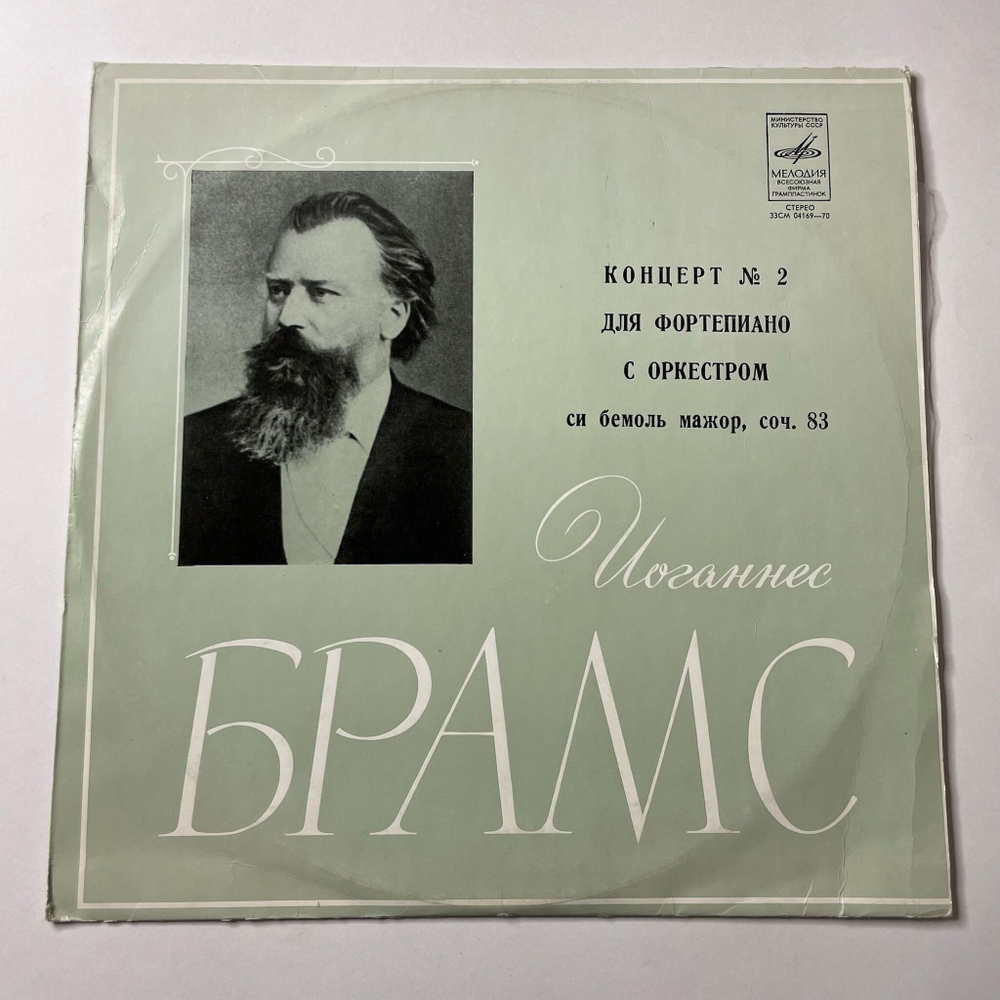 МИНИСТЕРСТВО
КУЛЬТУРЫ СССР
МЕЛОДИЯ
ВСЕСОЮЗНАЯ
ФИРМА
ГРАМПЛАСТИНОК
СТЕРЕО
33СМ 04169—70
КОНЦЕРТ № 2
ДЛЯ ФОРТЕПИАНО
С ОРКЕСТРОМ
си бемоль мажор, соч. 83
Иоганнес
БРАМС